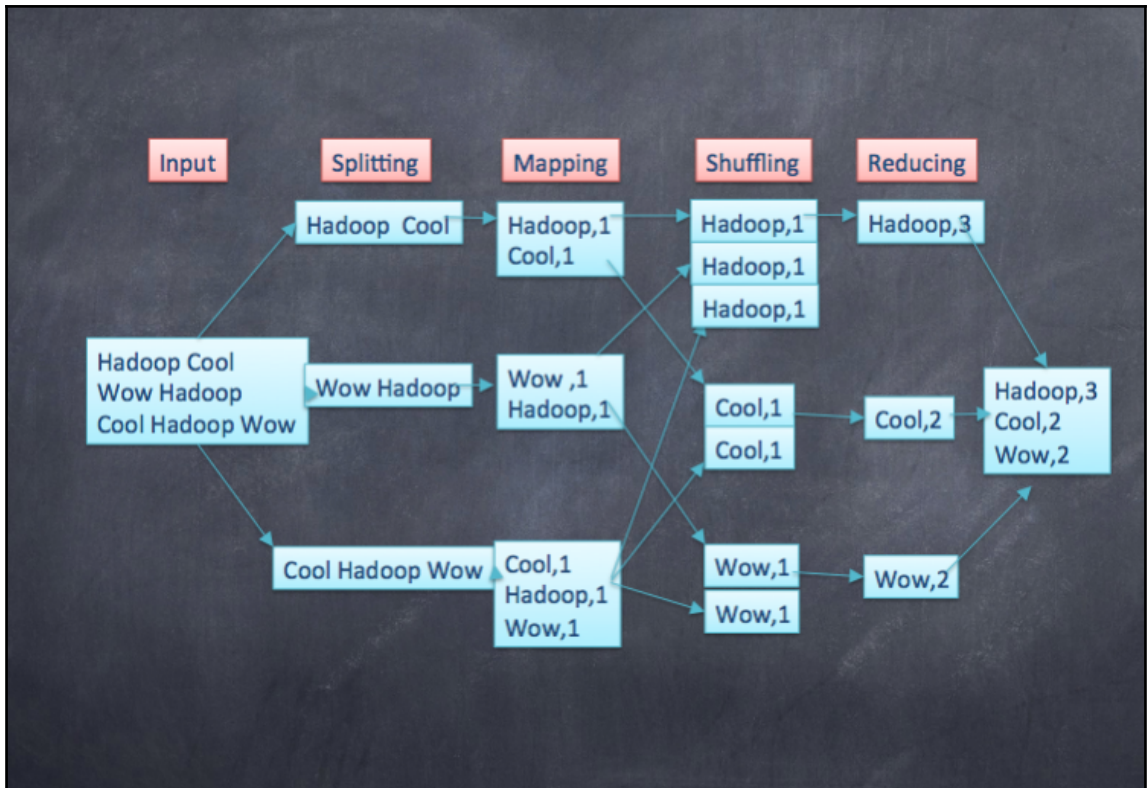 Input
Splitting
Mapping
Shuffling
Reducing
Hadoop Cool
Wow Hadoop
Cool Hadoop Wow
Hadoop  Cool
Wow Hadoop
Cool Hadoop Wow
Hadoop,1
Cool,1
Wow ,1
Hadoop,1
Cool,1
Hadoop,1
Wow,1
Hadoop,1
Hadoop,1
Hadoop,1
Cool,1
Cool,1
Wow,1
Wow,1
Hadoop,3
Cool,2
Wow,2
Hadoop,3
Cool,2
Wow,2